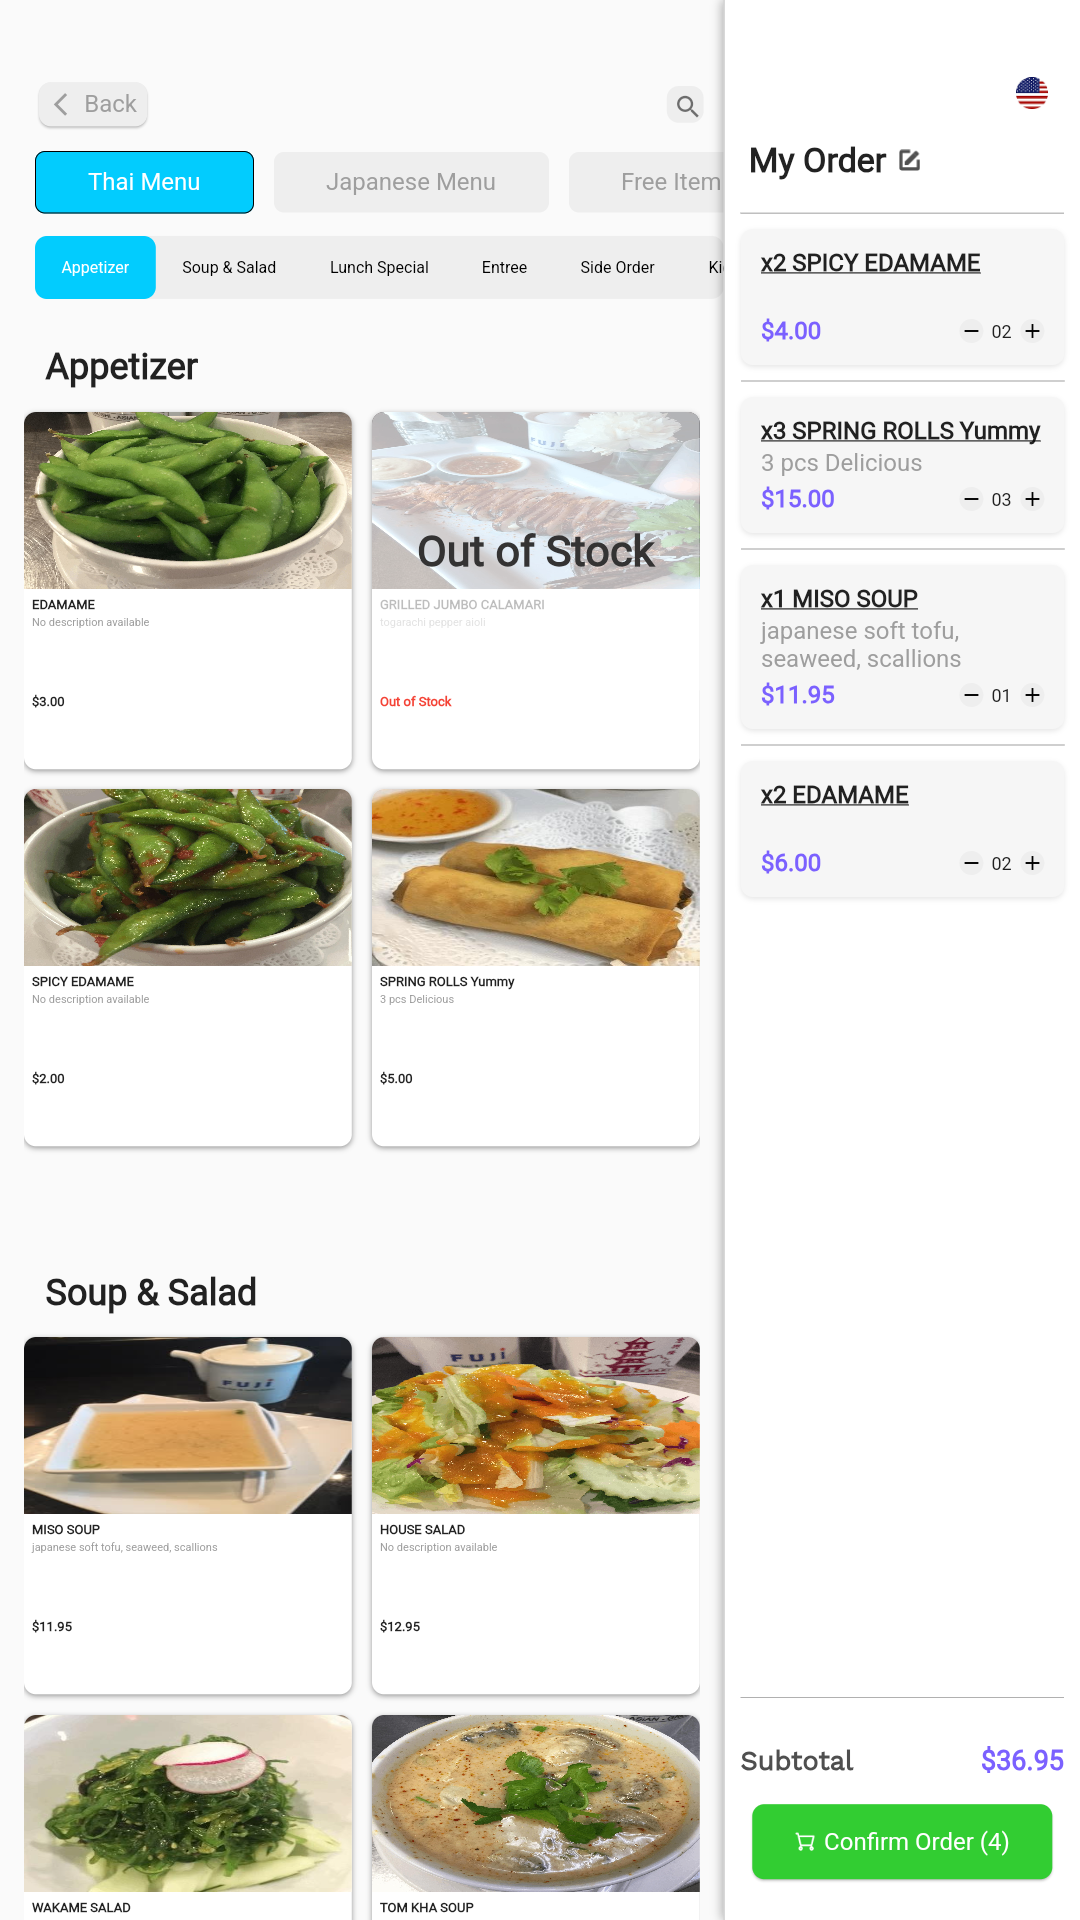 Back
Thai Menu
Japanese Menu
Free Item
Appetizer
Soup & Salad
Lunch Special
Entree
Side Order
Appetizer
FUJI
Out of Stock
EDAMAME
No description available
$3.00
GRILLED JUMBO CALAMARI
togarachi pepper aioli
Out of Stock
SPICY EDAMAME
No description available
$2.00
SPRING ROLLS Yummy
3 pcs Delicious
$5.00
Soup & Salad
FUJI
FUJI
MISO SOUP
japanese soft tofu, seaweed, scallions
$11.95
HOUSE SALAD
No description available
$12.95
WAKAME SALAD
TOM KHA SOUP
My Order
x2 SPICY EDAMAME
$4.00
02
x3 SPRING ROLLS Yummy
3 pcs Delicious
$15.00
03
x1 MISO SOUP
japanese soft tofu,
seaweed, scallions
$11.95
01
x2 EDAMAME
$6.00
02
Subtotal
$36.95
Confirm Order (4)